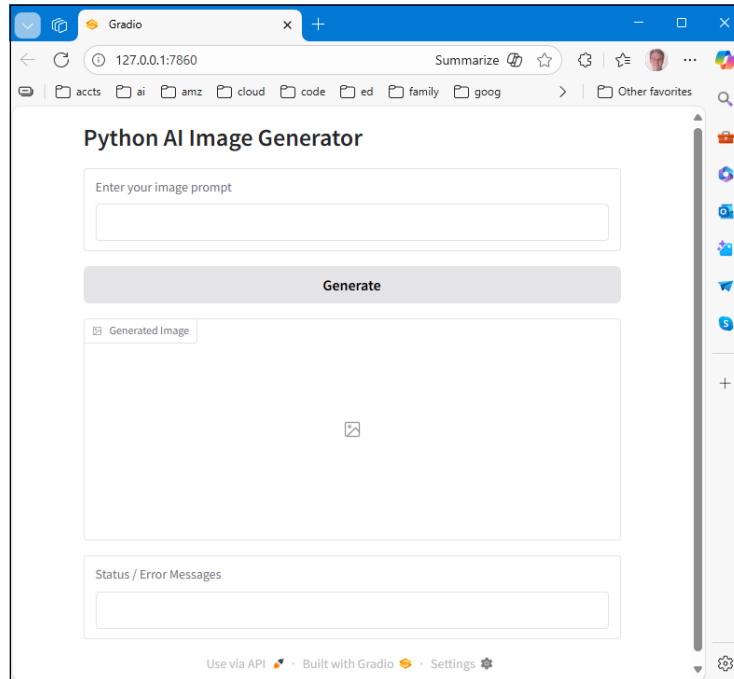 Gradio
127.0.0.1:7860
Summarize
accts ai amz cloud code ed family goog Other favorites
Python AI Image Generator
Enter your image prompt
Generate
Generated Image
Status / Error Messages
Use via API · Built with Gradio · Settings